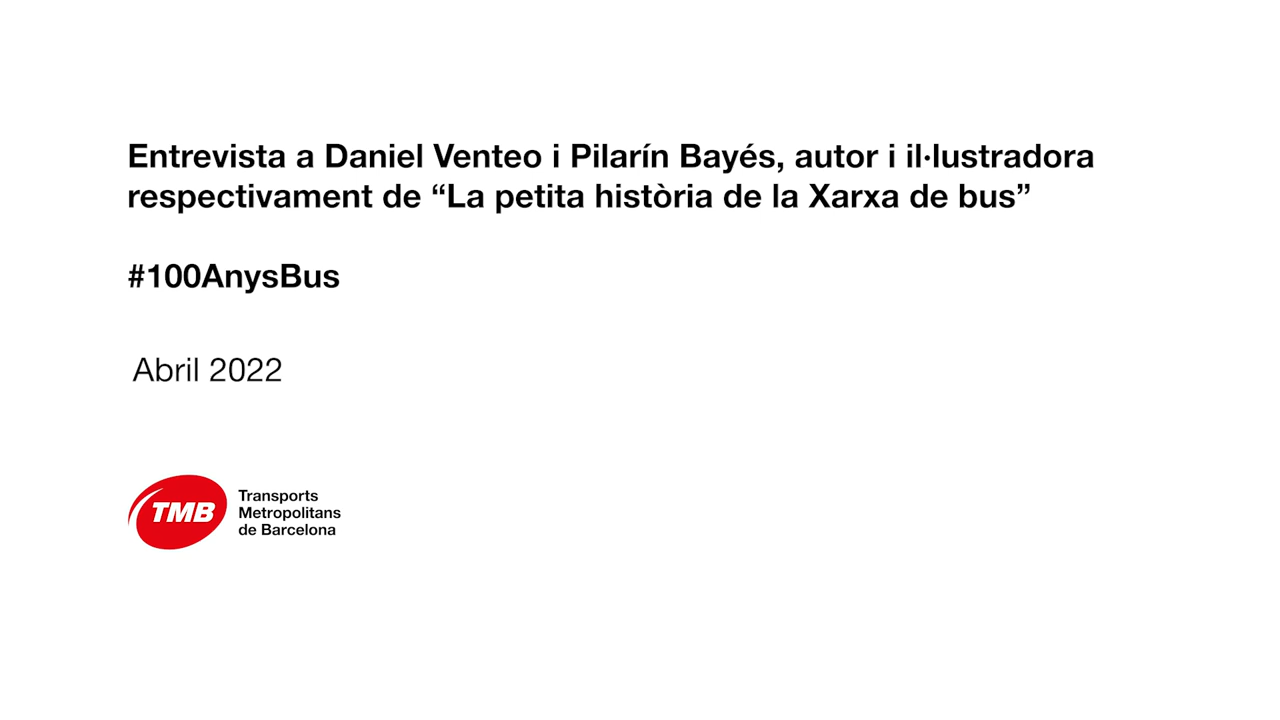 Entrevista a Daniel Venteo i Pilarín Bayés, autor i il·lustradora
respectivament de “La petita història de la Xarxa de bus”
#100AnysBus
Abril 2022
TMB
Transports
Metropolitans
de Barcelona